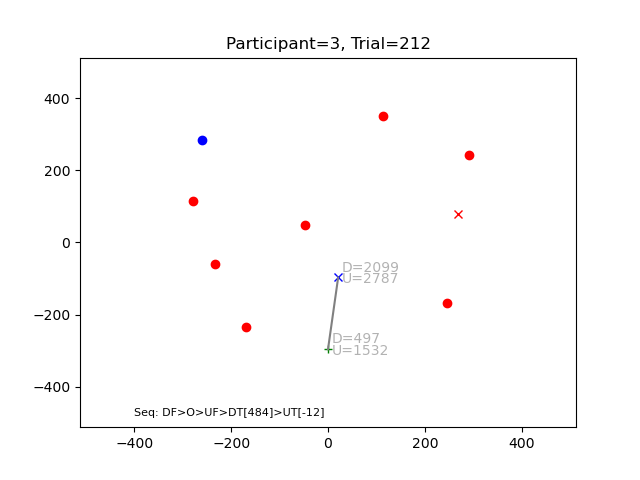 Participant=3, Trial=212
400
200
0
−200
−400
D=2099
U=2787
D=497
U=1532
Seq: DF>O>UF>DT[484]>UT[-12]
−400
−200
0
200
400